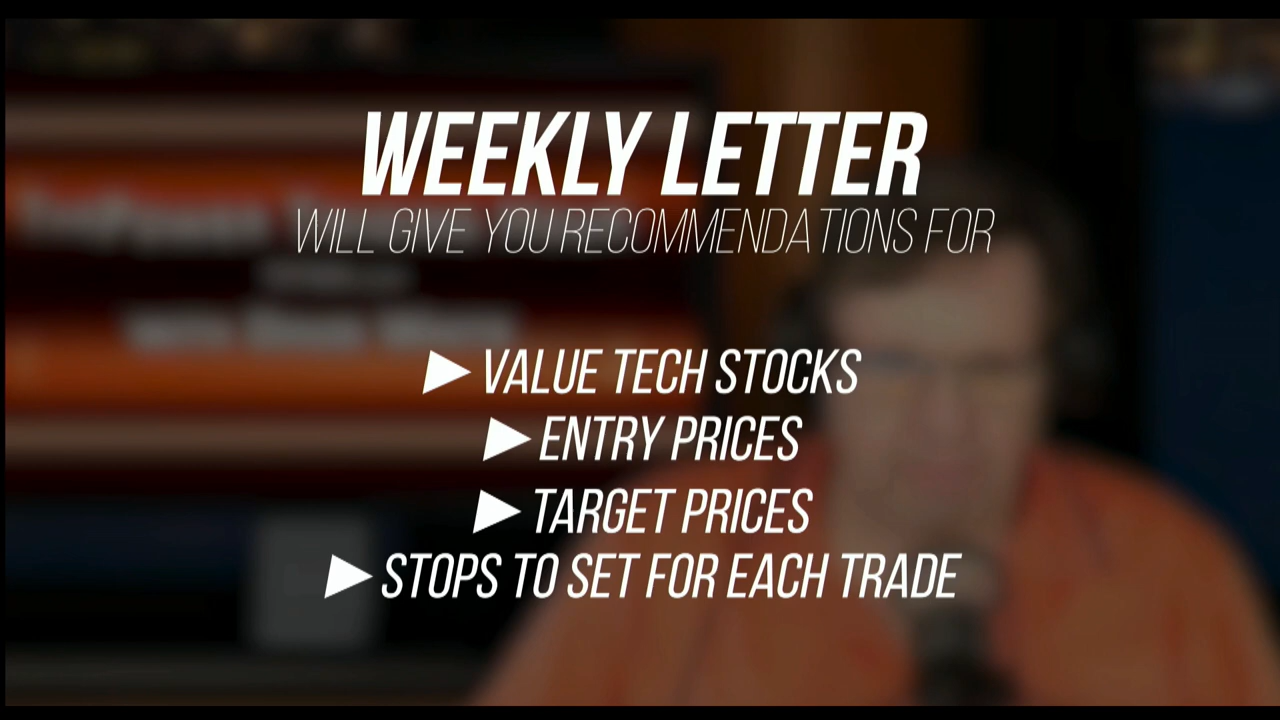 WEEKLY LETTER
WILL GIVE YOU RECOMMENDATIONS FOR
▶ VALUE TECH STOCKS
▶ ENTRY PRICES
▶ TARGET PRICES
▶ STOPS TO SET FOR EACH TRADE